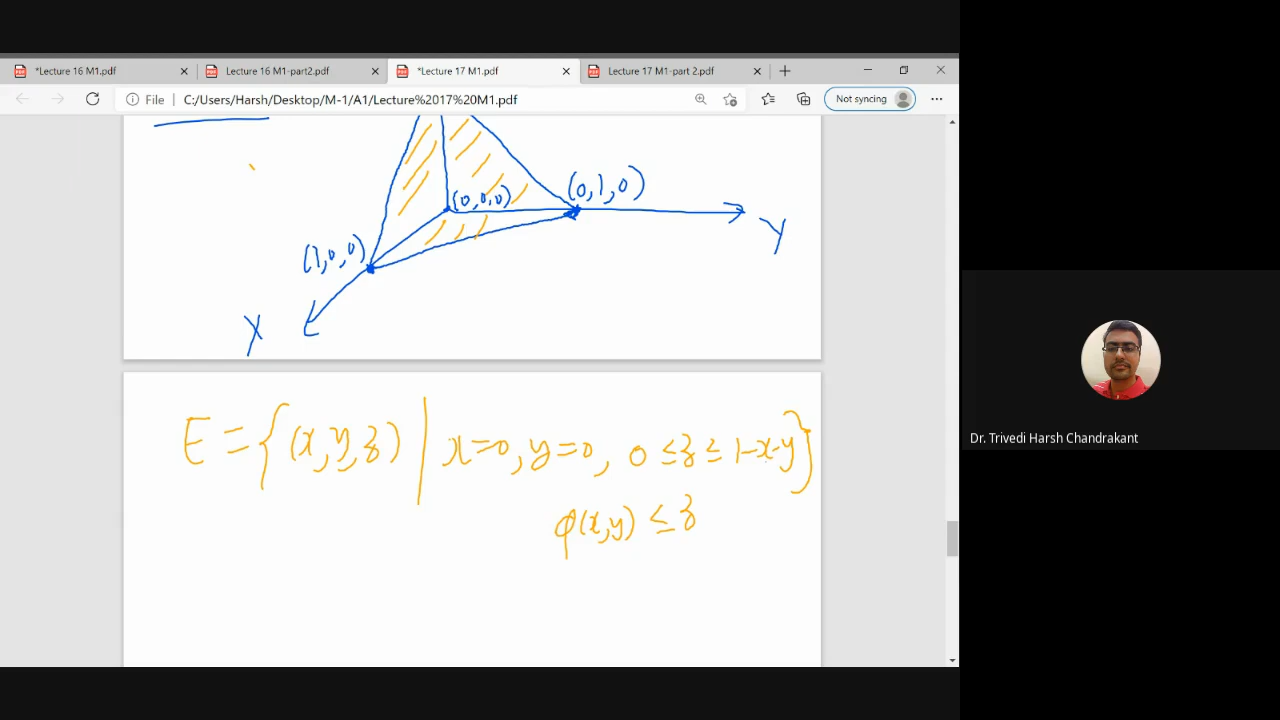 *Lecture 16 M1.pdf
Lecture 16 M1-part2.pdf
*Lecture 17 M1.pdf
Lecture 17 M1-part 2.pdf
File
C:/Users/Harsh/Desktop/M-1/A1/Lecture%2017%20M1.pdf
Not syncing
(0,0,0)
(0,1,0)
Y
(1,0,0)
X
E = {(x,y,z) | x=0, y=0, 0 ≤ z ≤ 1-x-y}
φ(x,y) ≤ z
Dr. Trivedi Harsh Chandrakant